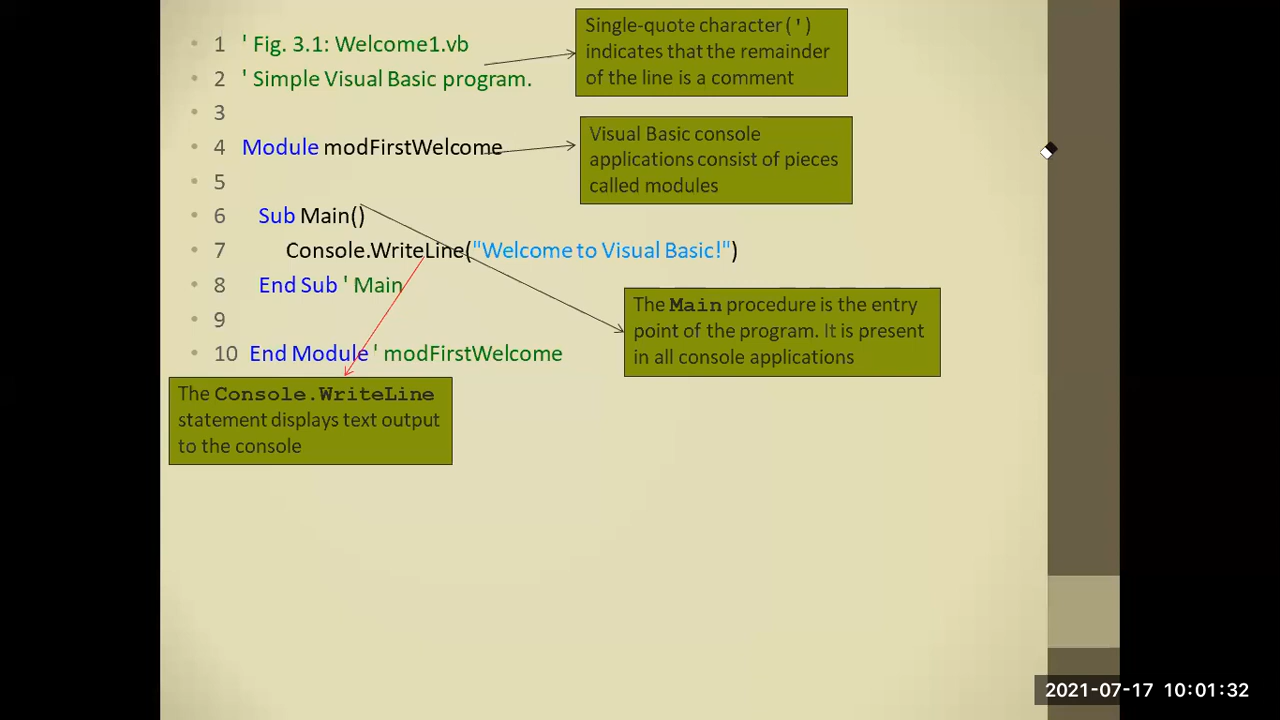 1 ' Fig. 3.1: Welcome1.vb
2 ' Simple Visual Basic program.
3
4 Module modFirstWelcome
5
6 Sub Main()
7 Console.WriteLine("Welcome to Visual Basic!")
8 End Sub ' Main
9
10 End Module ' modFirstWelcome
Single-quote character (')
indicates that the remainder
of the line is a comment
Visual Basic console
applications consist of pieces
called modules
The Main procedure is the entry
point of the program. It is present
in all console applications
The Console.WriteLine
statement displays text output
to the console
2021-07-17 10:01:32